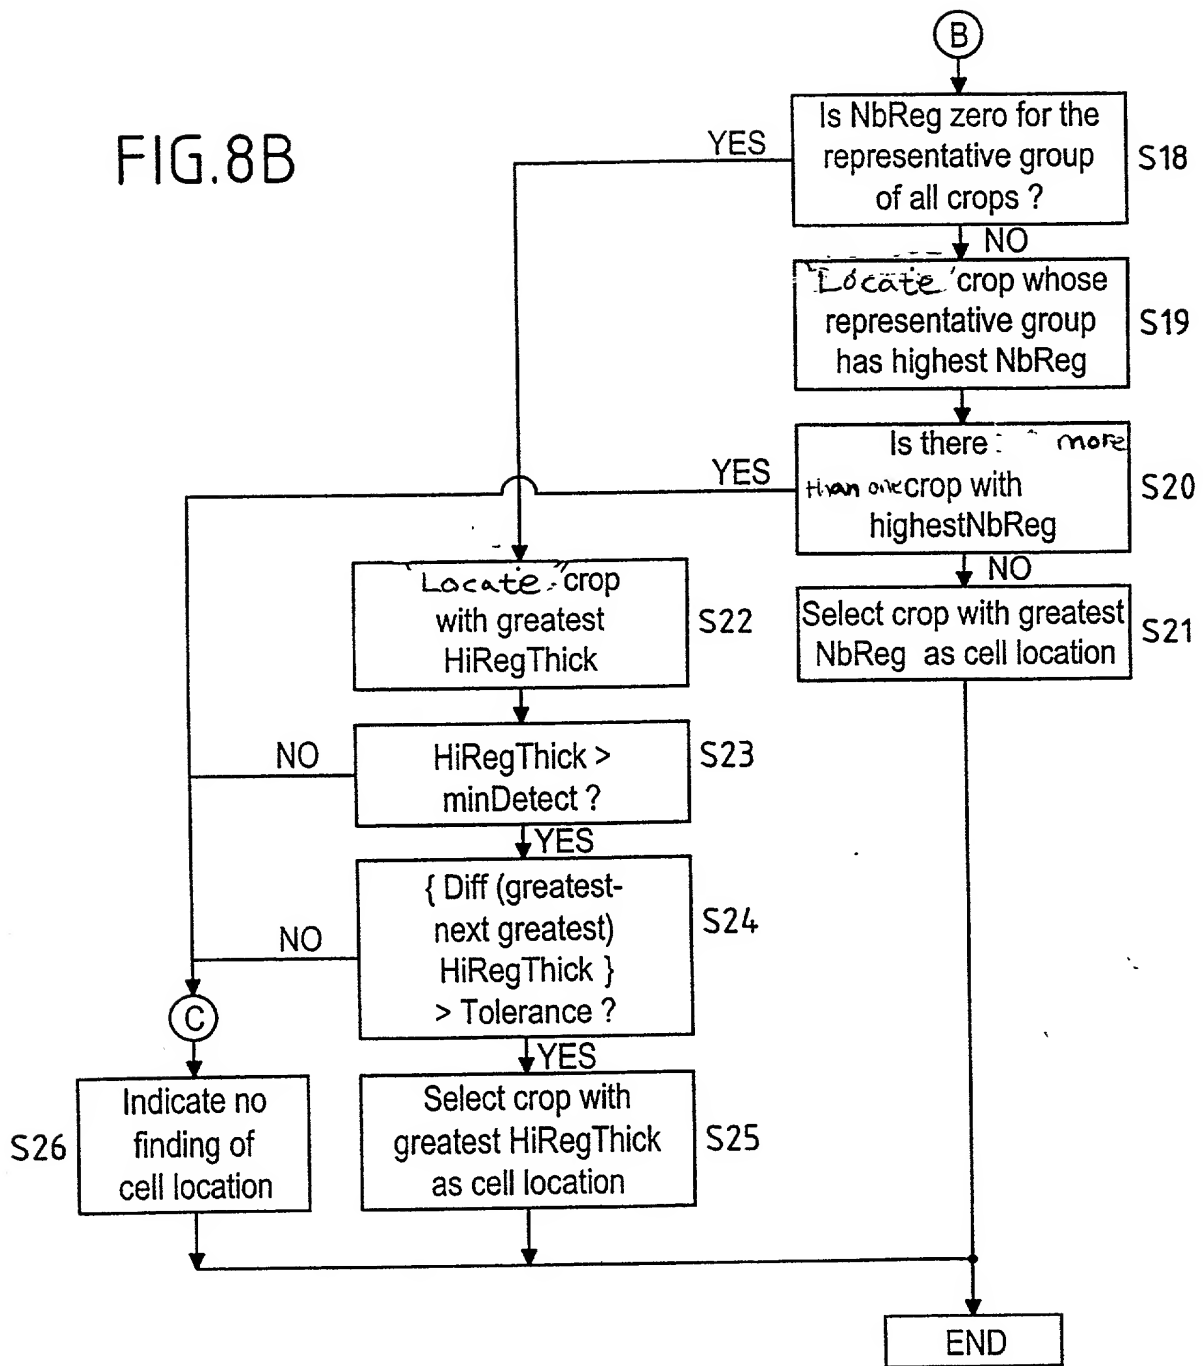 FIG.8B
B
Is NbReg zero for the
representative group
of all crops ?
S18
YES
NO
"Locate" crop whose
representative group
has highest NbReg
S19
Is there more
than one crop with
highestNbReg
S20
YES
NO
Select crop with greatest
NbReg as cell location
S21
"Locate" crop
with greatest
HiRegThick
S22
HiRegThick >
minDetect ?
S23
NO
YES
{ Diff (greatest-
next greatest)
HiRegThick }
> Tolerance ?
S24
NO
YES
Select crop with
greatest HiRegThick
as cell location
S25
C
Indicate no
finding of
cell location
S26
END